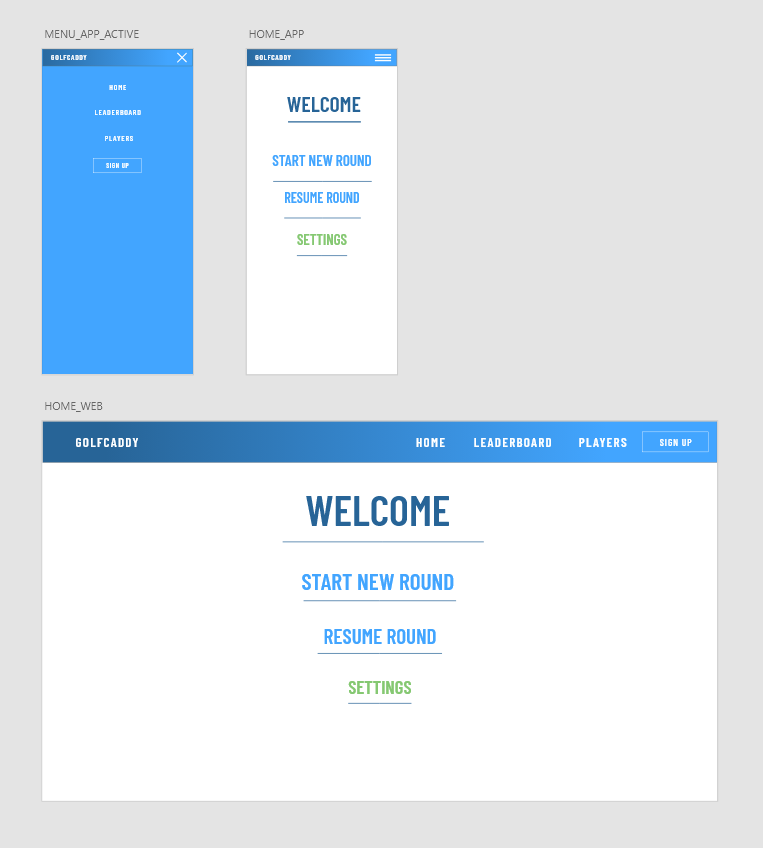 MENU_APP_ACTIVE
GOLFCADDY
HOME
LEADERBOARD
PLAYERS
SIGN UP
HOME_APP
GOLFCADDY
WELCOME
START NEW ROUND
RESUME ROUND
SETTINGS
HOME_WEB
GOLFCADDY HOME LEADERBOARD PLAYERS SIGN UP
WELCOME
START NEW ROUND
RESUME ROUND
SETTINGS